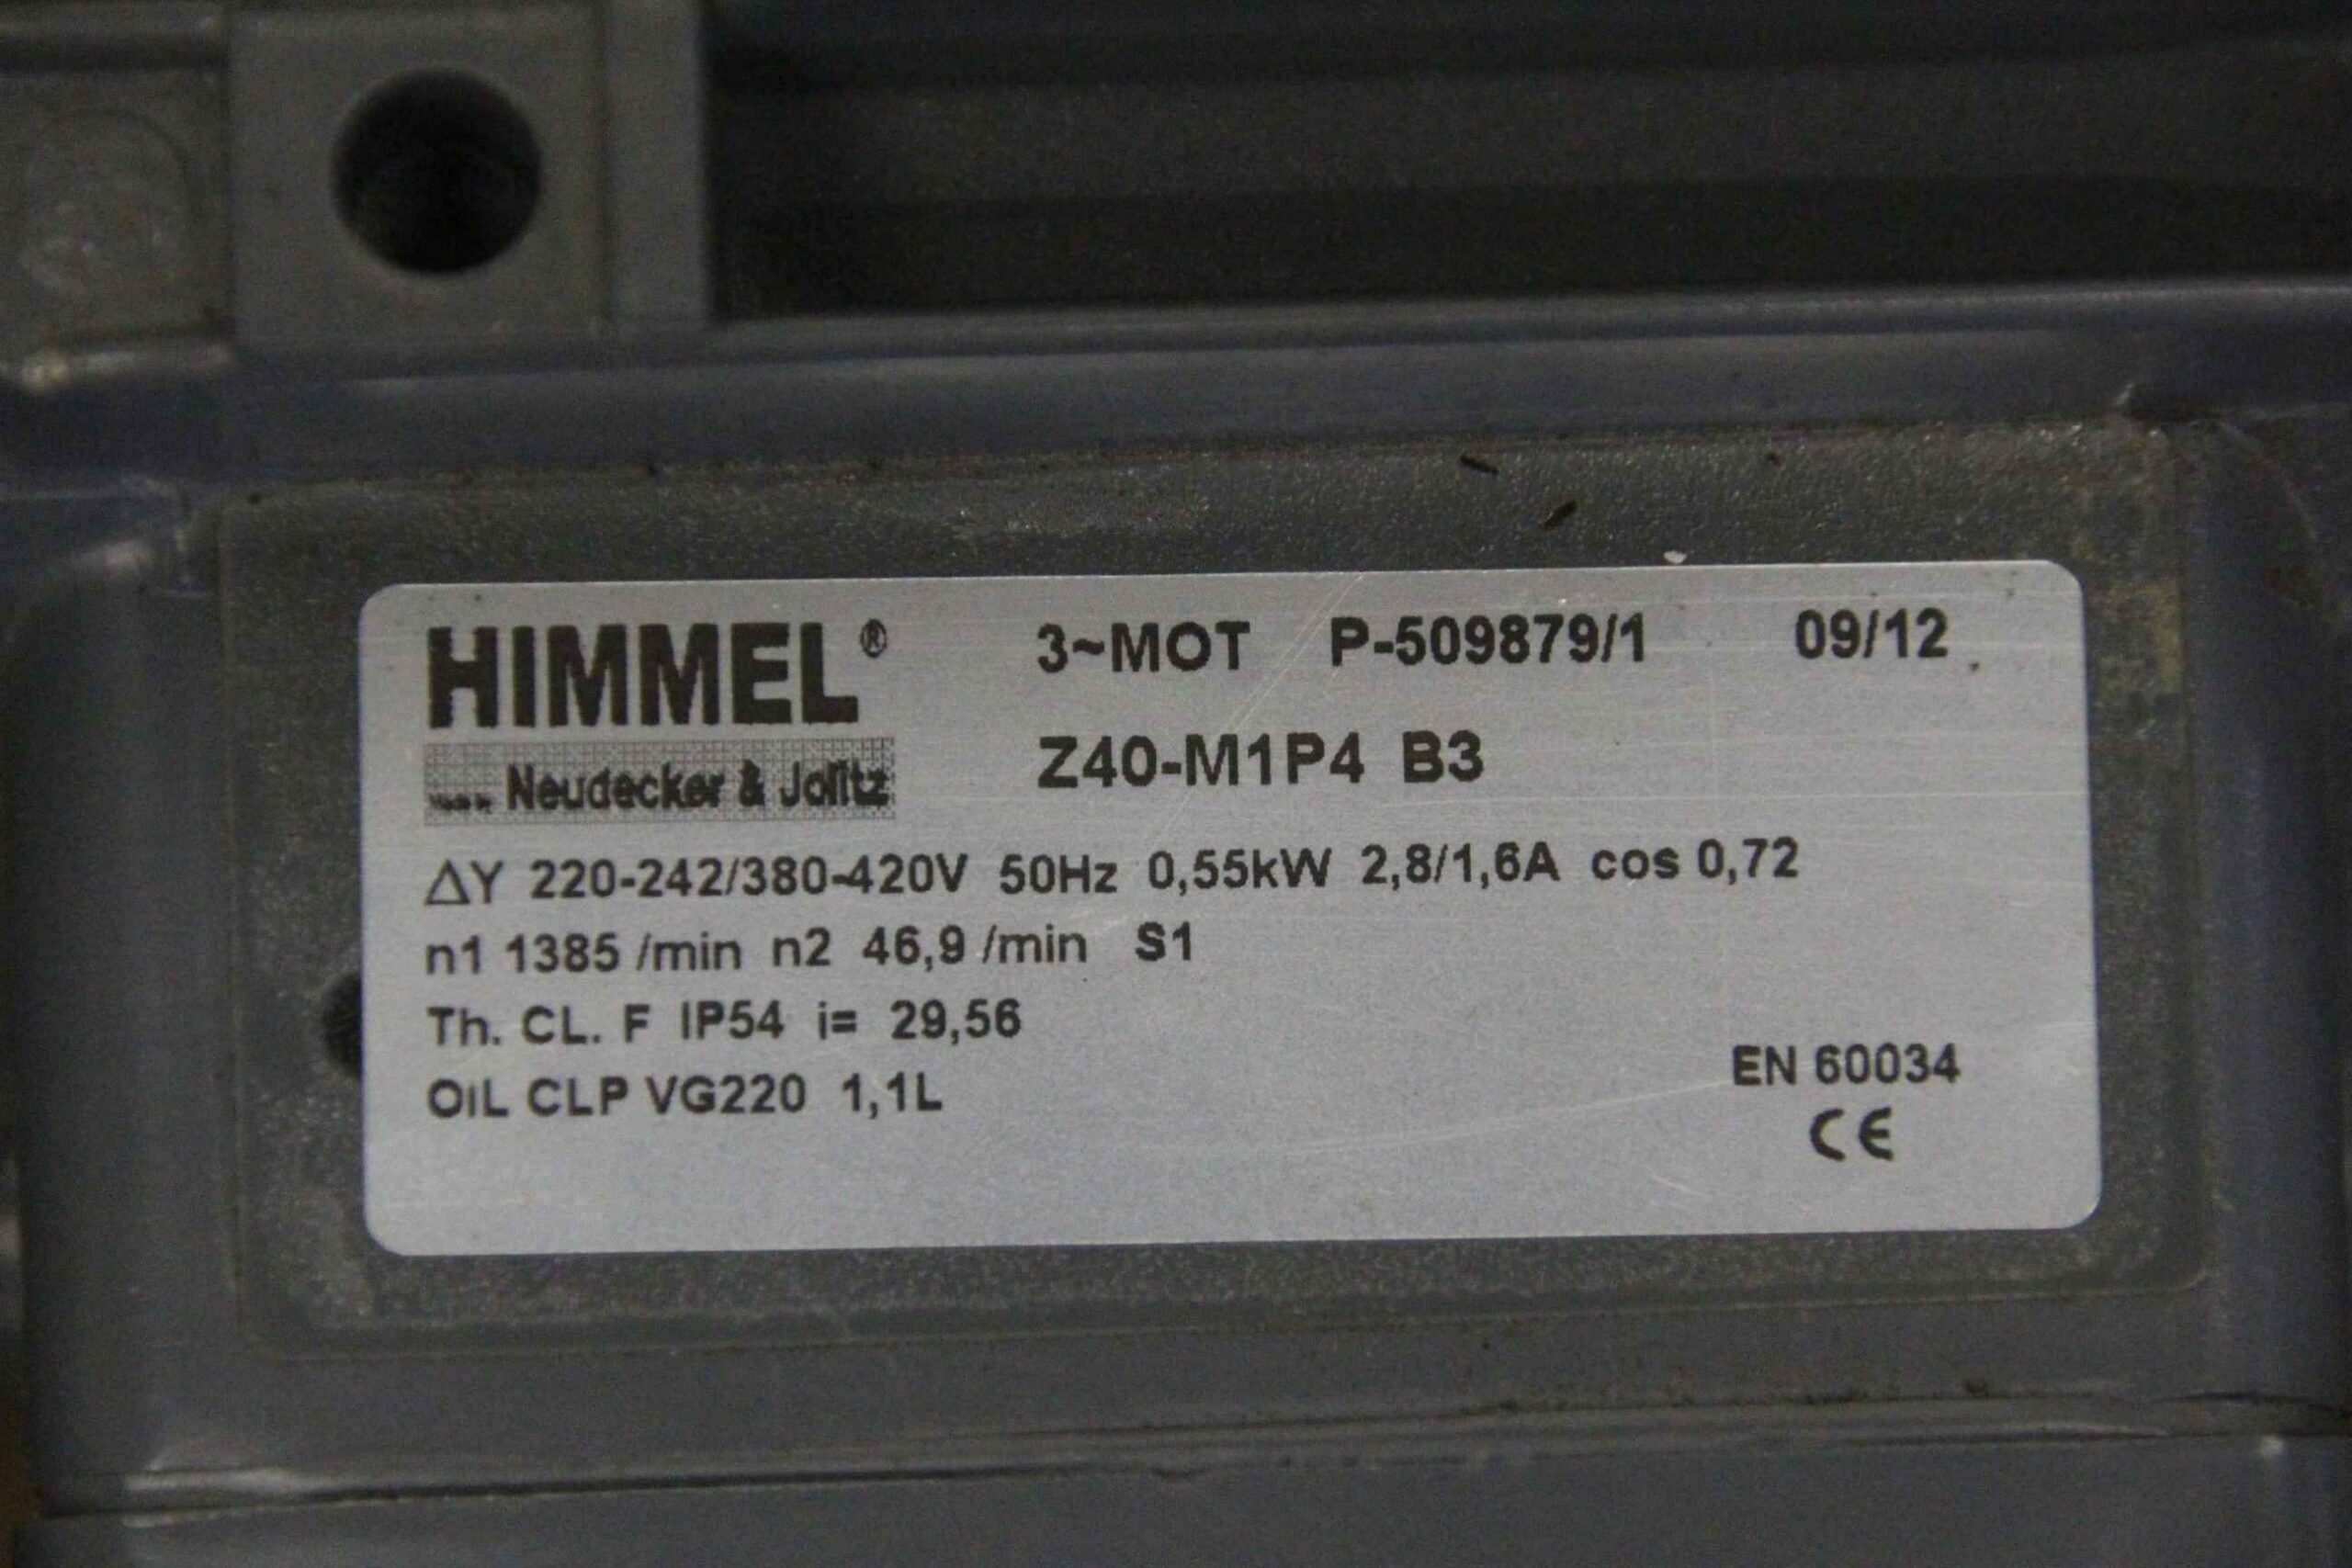 HIMMEL® 3~MOT P-509879/1 09/12
Neudecker & Jolitz Z40-M1P4 B3
ΔY 220-242/380-420V 50Hz 0,55kW 2,8/1,6A cos 0,72
n1 1385 /min n2 46,9 /min S1
Th. CL. F IP54 i= 29,56
OiL CLP VG220 1,1L
EN 60034
CE